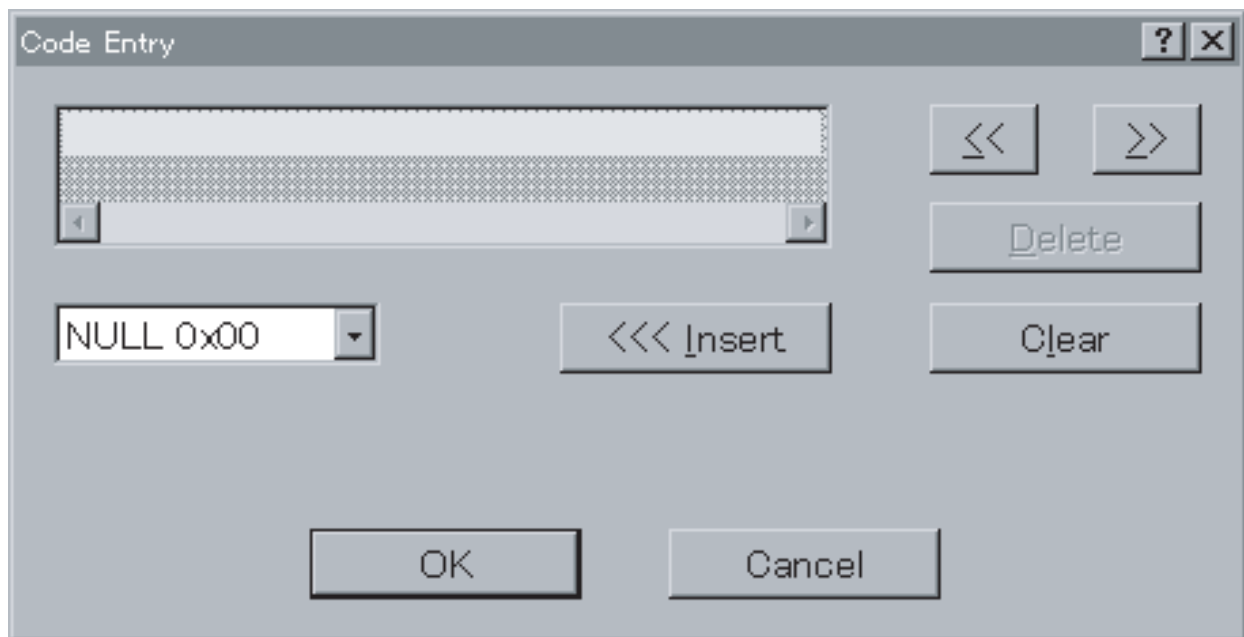 Code Entry
? ×
<< >>
Delete
NULL 0x00
<<< Insert
Clear
OK
Cancel